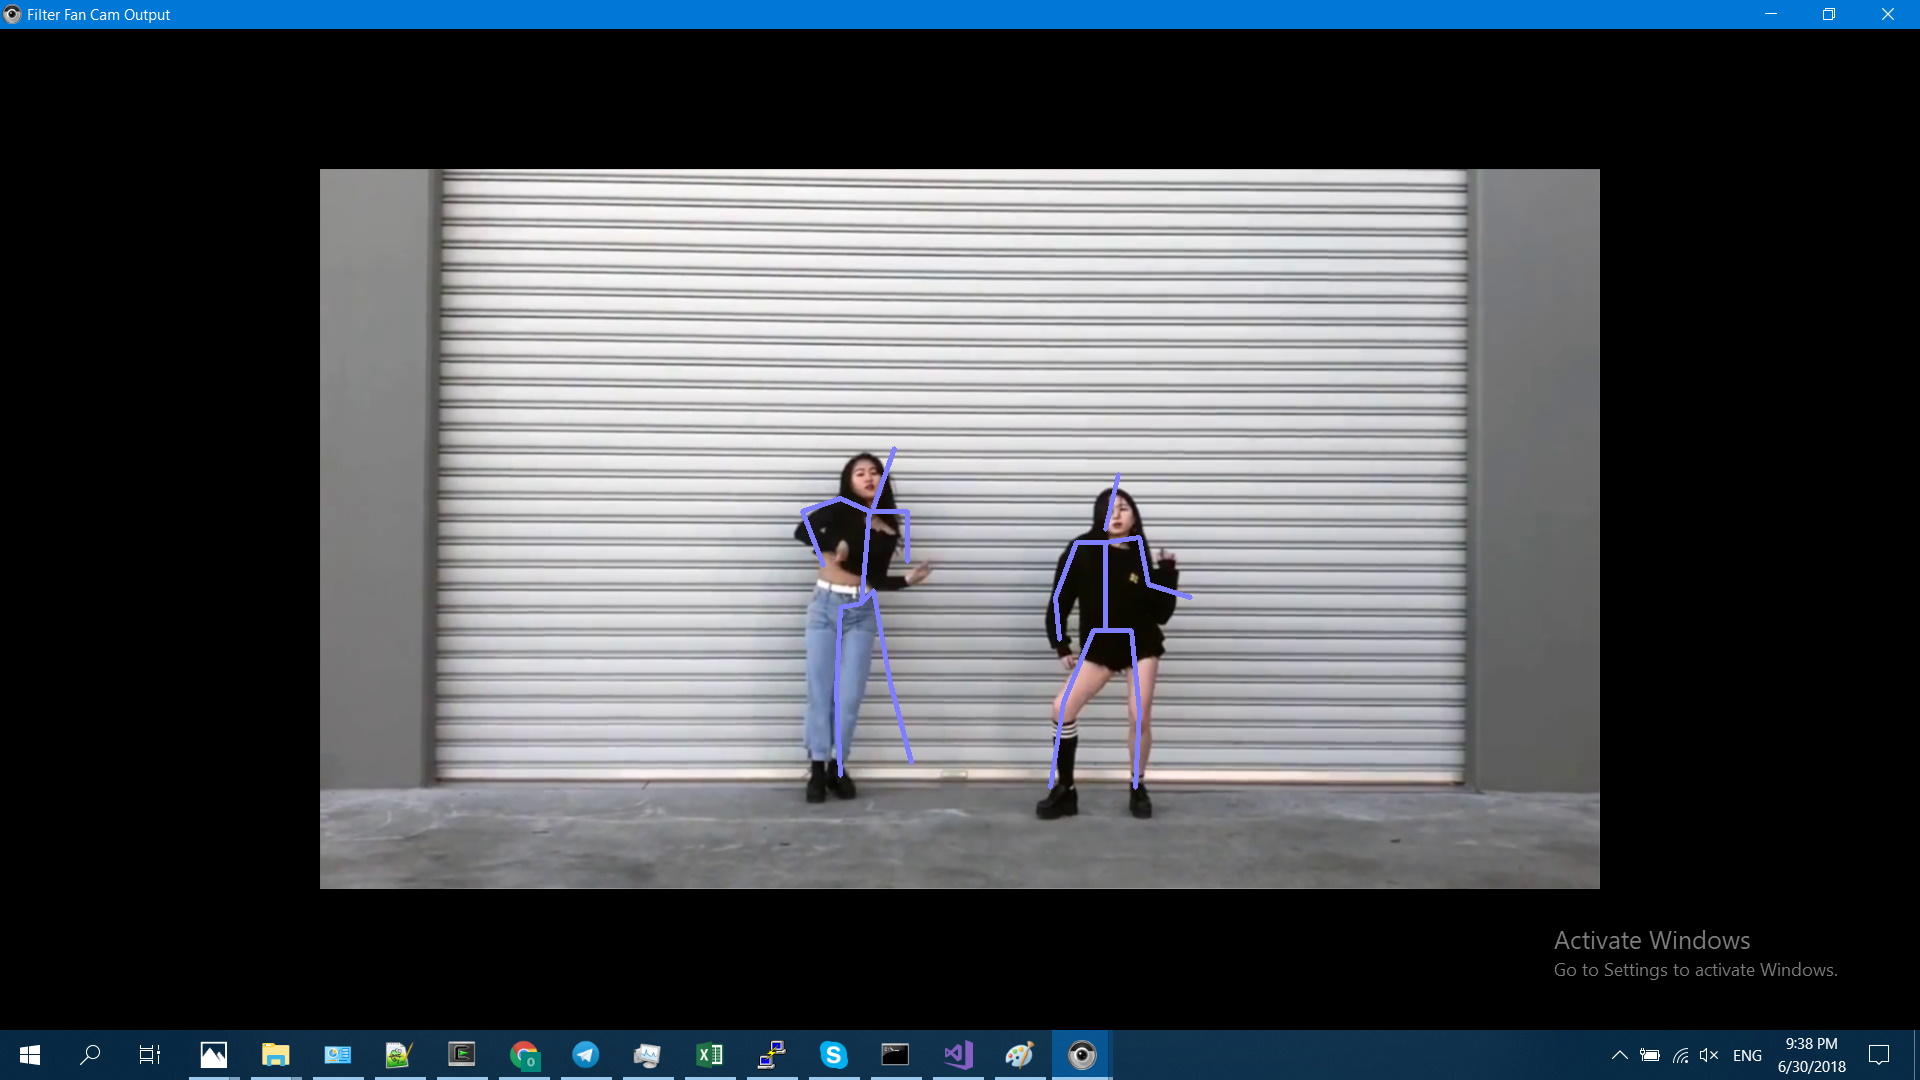 Filter Fan Cam Output
Activate Windows
Go to Settings to activate Windows.
ENG
9:38 PM
6/30/2018